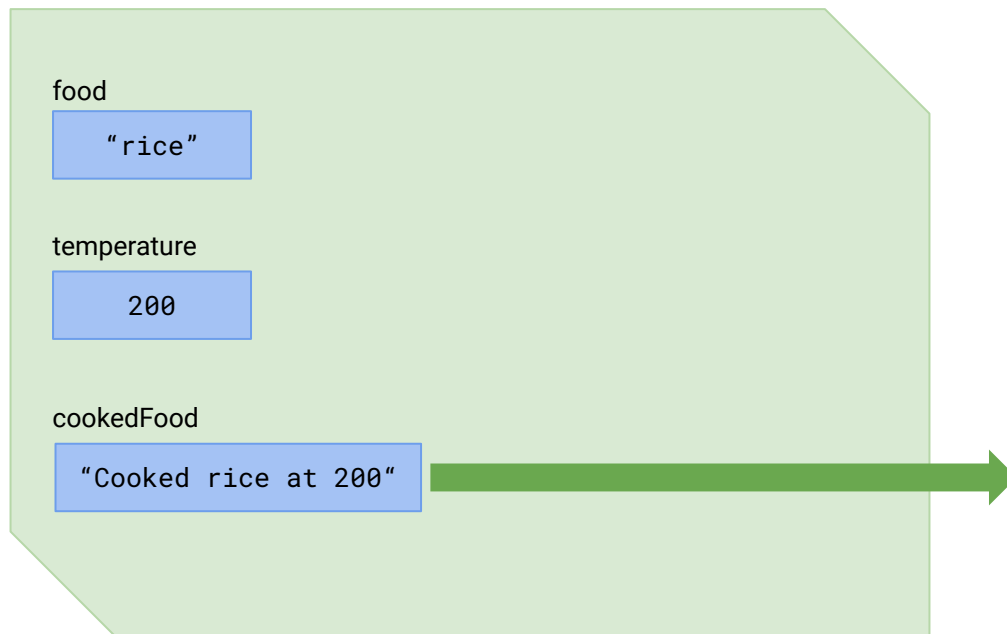 food
“rice”
temperature
200
cookedFood
“Cooked rice at 200“